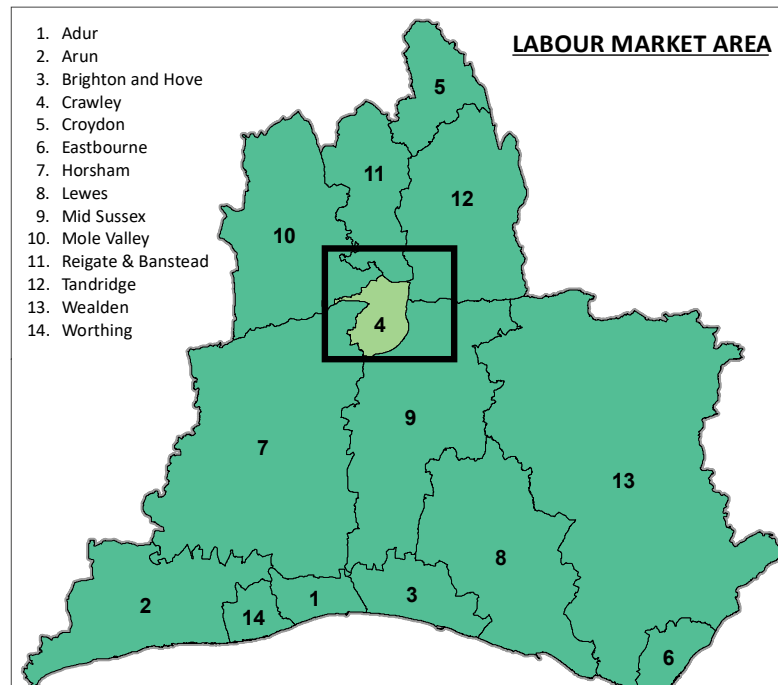 LABOUR MARKET AREA
1. Adur
2. Arun
3. Brighton and Hove
4. Crawley
5. Croydon
6. Eastbourne
7. Horsham
8. Lewes
9. Mid Sussex
10. Mole Valley
11. Reigate & Banstead
12. Tandridge
13. Wealden
14. Worthing
5
11
12
10
4
9
7
13
8
2
14
1
3
6